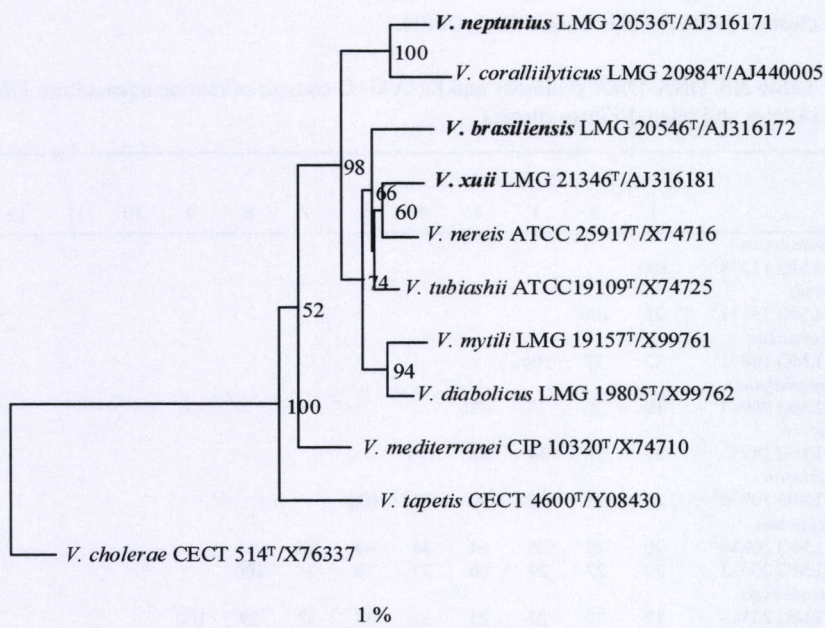 V. neptunius LMG 20536ᵀ/AJ316171
100
V. coralliilyticus LMG 20984ᵀ/AJ440005
V. brasiliensis LMG 20546ᵀ/AJ316172
98
V. xuii LMG 21346ᵀ/AJ316181
66
60
V. nereis ATCC 25917ᵀ/X74716
74
V. tubiashii ATCC19109ᵀ/X74725
52
V. mytili LMG 19157ᵀ/X99761
94
V. diabolicus LMG 19805ᵀ/X99762
100
V. mediterranei CIP 10320ᵀ/X74710
V. tapetis CECT 4600ᵀ/Y08430
V. cholerae CECT 514ᵀ/X76337
1 %